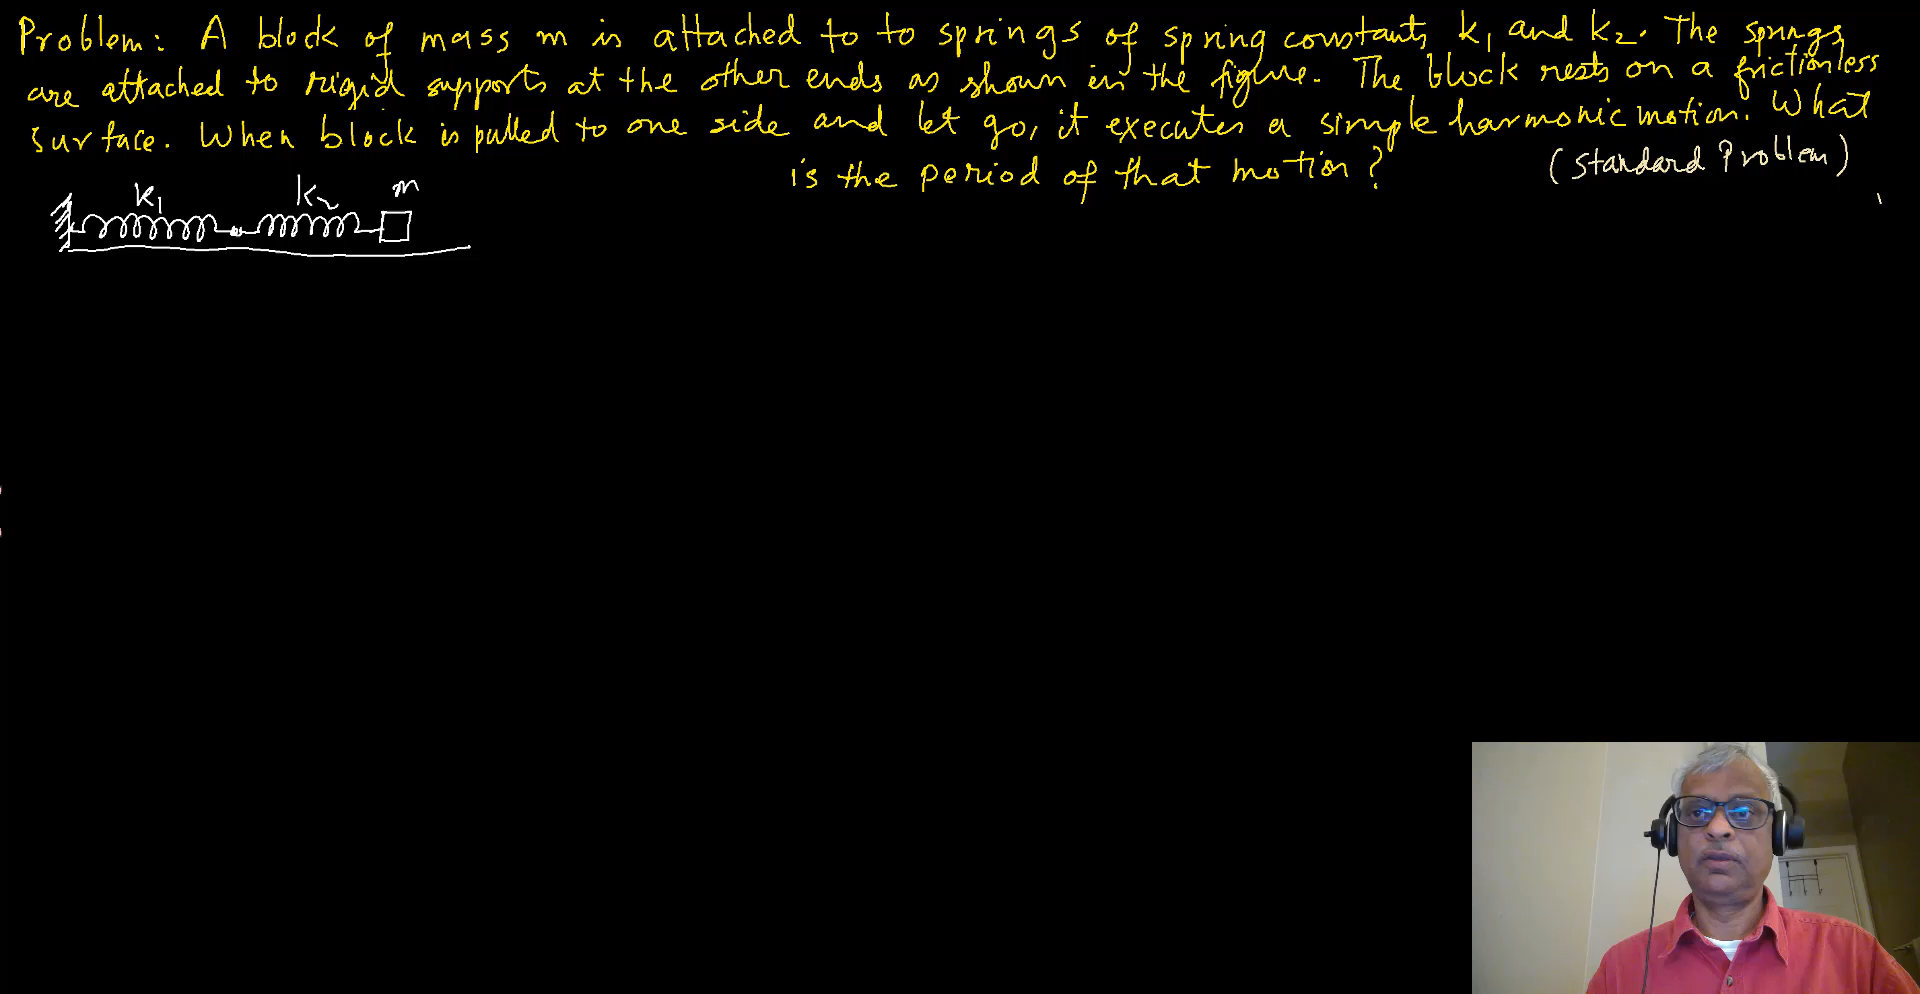 Problem: A block of mass m is attached to to springs of spring constants k₁ and k₂. The springs
are attached to rigid supports at the other ends as shown in the figure. The block rests on a frictionless
surface. When block is pulled to one side and let go, it executes a simple harmonic motion. What
is the period of that motion?
(Standard Problem)
k₁ k₂ m